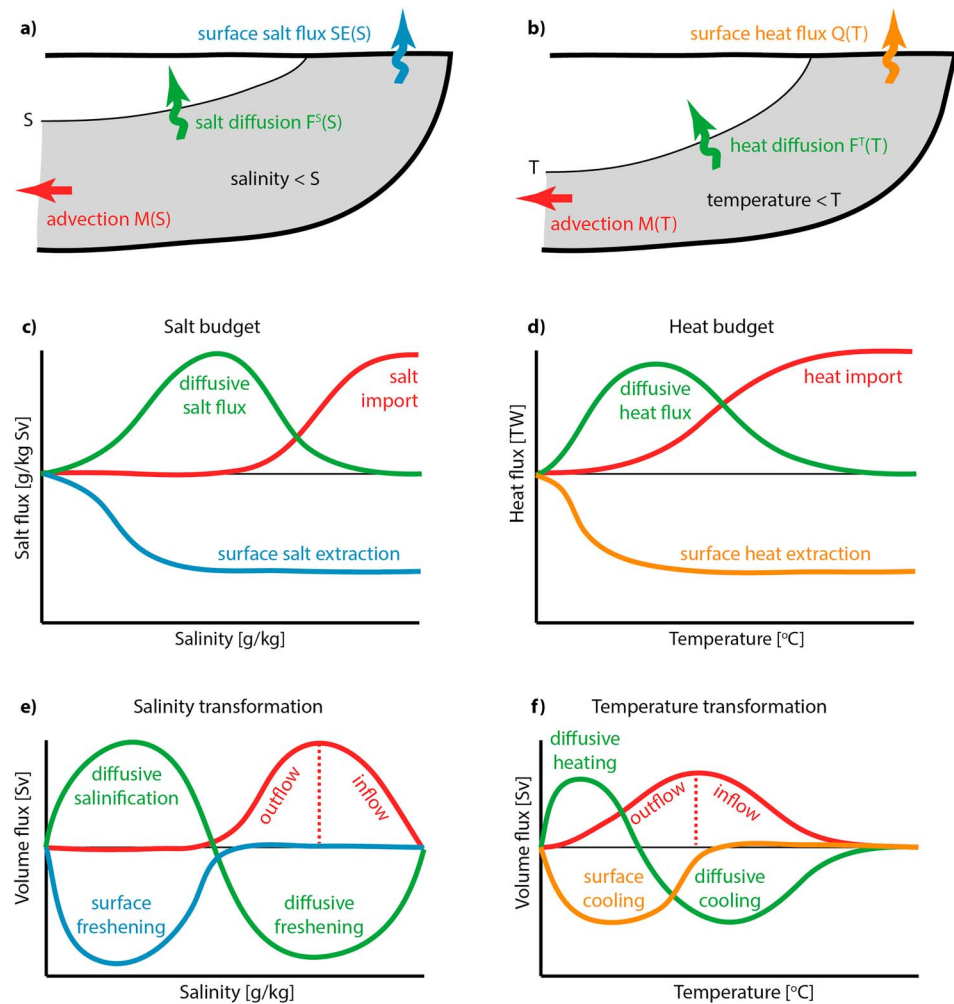 a)
surface salt flux SE(S)
S
salt diffusion Fˢ(S)
salinity < S
advection M(S)
b)
surface heat flux Q(T)
T
heat diffusion Fᵀ(T)
temperature < T
advection M(T)
c)
Salt budget
Salt flux [g/kg Sv]
diffusive
salt flux
salt
import
surface salt extraction
Salinity [g/kg]
d)
Heat budget
Heat flux [TW]
diffusive
heat flux
heat import
surface heat extraction
Temperature [°C]
e)
Salinity transformation
Volume flux [Sv]
diffusive
salinification
outflow
inflow
surface
freshening
diffusive
freshening
Salinity [g/kg]
f)
Temperature transformation
Volume flux [Sv]
diffusive
heating
outflow
inflow
surface
cooling
diffusive
cooling
Temperature [°C]